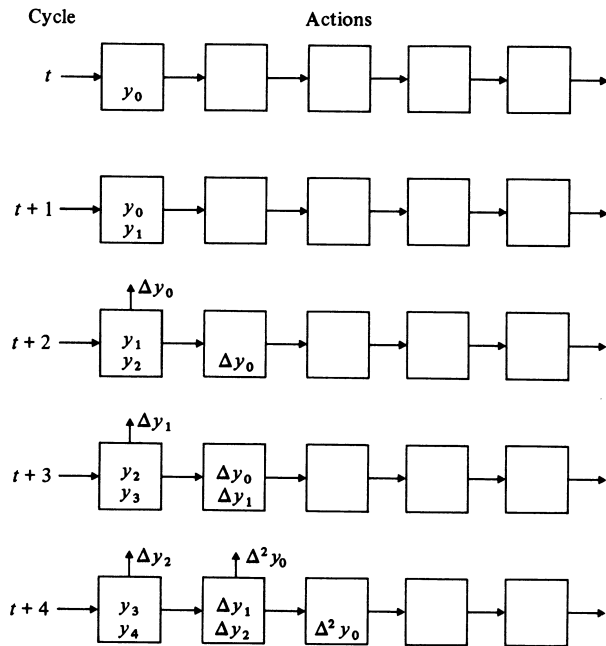 Cycle Actions
t
y₀
t + 1
y₀
y₁
Δy₀
t + 2
y₁
y₂
Δy₀
Δy₁
t + 3
y₂
y₃
Δy₀
Δy₁
Δy₂ Δ²y₀
t + 4
y₃
y₄
Δy₁
Δy₂
Δ²y₀